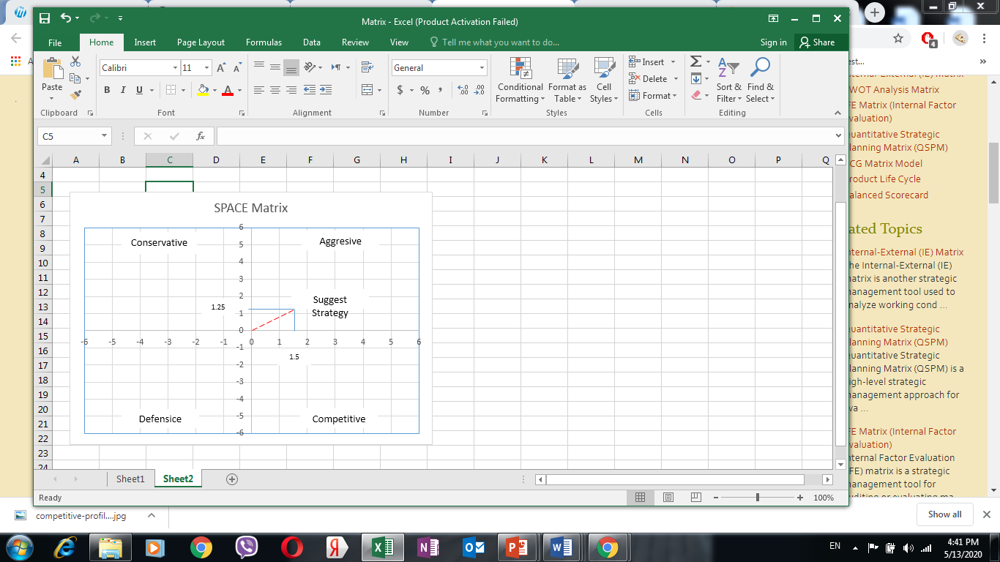 Matrix - Excel (Product Activation Failed)
File Home Insert Page Layout Formulas Data Review View Tell me what you want to do... Sign in Share
Paste
Calibri 11
B I U
General
$ % ,
Conditional Formatting
Format as Table
Cell Styles
Insert
Delete
Format
Sort & Filter
Find & Select
Clipboard Font Alignment Number Styles Cells Editing
C5 fx
A B C D E F G H I J K L M N O P Q
4
5
6
7
8
9
10
11
12
13
14
15
16
17
18
19
20
21
22
23
24
SPACE Matrix
Conservative
Aggresive
Suggest
Strategy
1.25
1.5
Defensice
Competitive
6
5
4
3
2
1
0
-1
-2
-3
-4
-5
-6
-6 -5 -4 -3 -2 -1 0 1 2 3 4 5 6
Sheet1 Sheet2
Ready 100%
4
est...
ternal-External (IE) Matrix
WOT Analysis Matrix
FE Matrix (Internal Factor
valuation)
uantitative Strategic
lanning Matrix (QSPM)
CG Matrix Model
roduct Life Cycle
alanced Scorecard
ated Topics
nternal-External (IE) Matrix
he Internal-External (IE)
natrix is another strategic
nanagement tool used to
nalyze working cond ...
uantitative Strategic
lanning Matrix (QSPM)
uantitative Strategic
lanning Matrix (QSPM) is a
igh-level strategic
nanagement approach for
va ...
FE Matrix (Internal Factor
valuation)
nternal Factor Evaluation
FE) matrix is a strategic
nanagement tool for
competitive-profil....jpg
Show all
EN
4:41 PM
5/13/2020